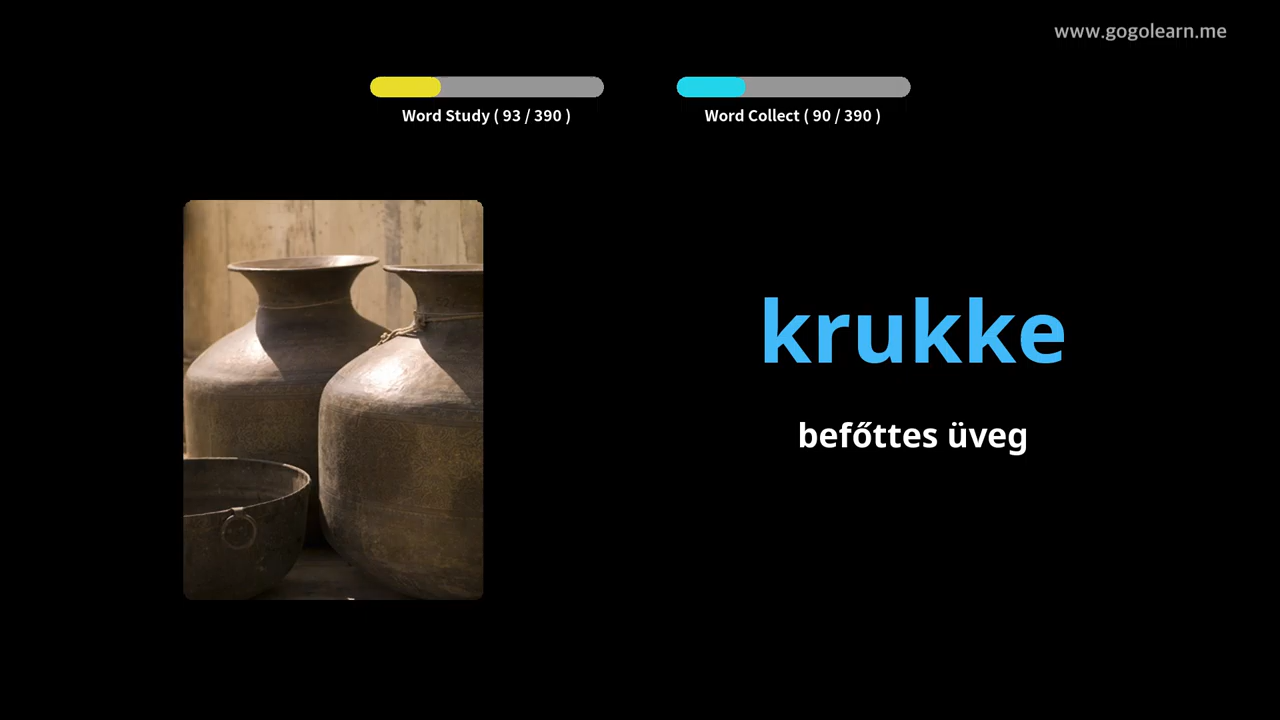 www.gogolearn.me
Word Study ( 93 / 390 )
Word Collect ( 90 / 390 )
krukke
befőttes üveg